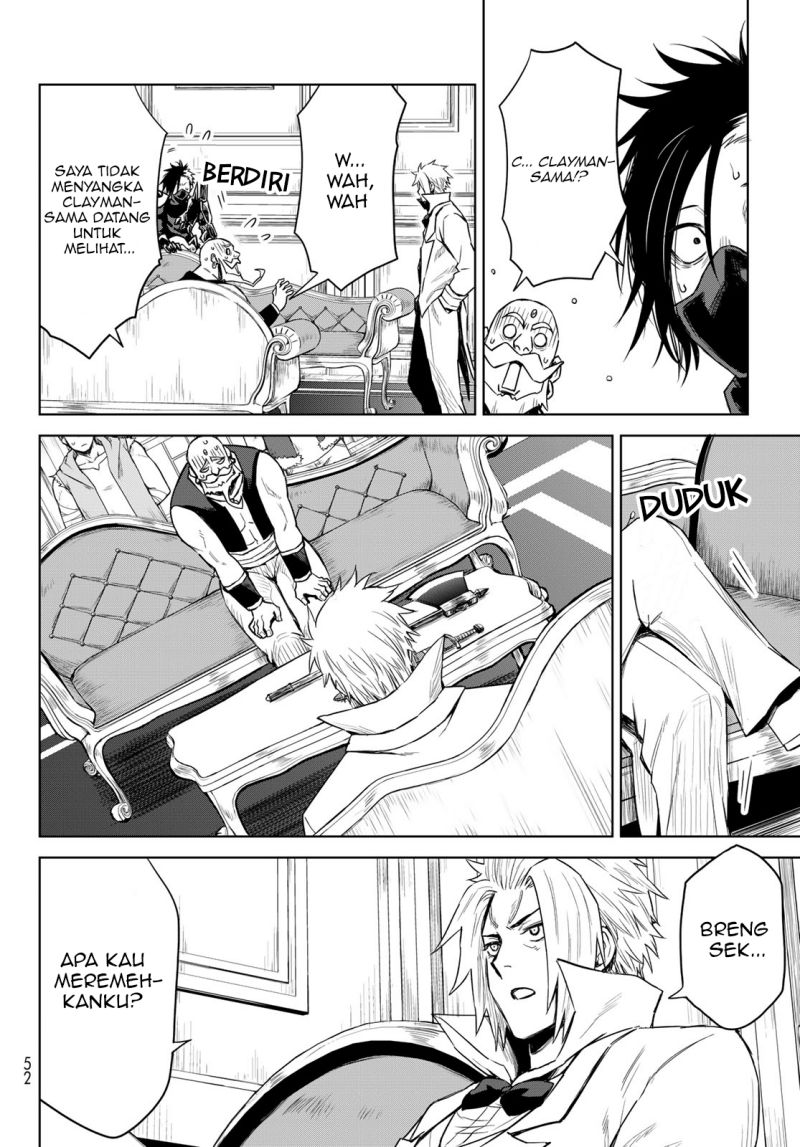 C... CLAYMAN-
SAMA!?
W...
WAH,
WAH
BERDIRI
SAYA TIDAK
MENYANGKA
CLAYMAN-
SAMA DATANG
UNTUK
MELIHAT...
DUDUK
BRENG
SEK...
APA KAU
MEREMEH-
KANKU?
52